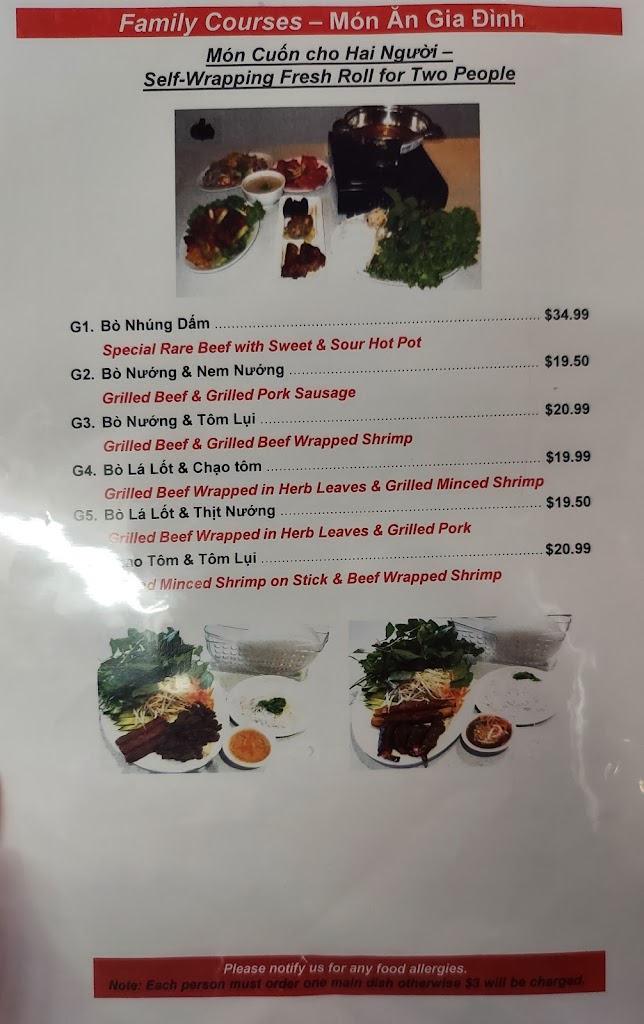 Family Courses – Món Ăn Gia Đình
Món Cuốn cho Hai Người –
Self-Wrapping Fresh Roll for Two People
G1. Bò Nhúng Dấm ........ $34.99
Special Rare Beef with Sweet & Sour Hot Pot
G2. Bò Nướng & Nem Nướng ........ $19.50
Grilled Beef & Grilled Pork Sausage
G3. Bò Nướng & Tôm Lụi ........ $20.99
Grilled Beef & Grilled Beef Wrapped Shrimp
G4. Bò Lá Lốt & Chạo tôm ........ $19.99
Grilled Beef Wrapped in Herb Leaves & Grilled Minced Shrimp
G5. Bò Lá Lốt & Thịt Nướng ........ $19.50
Grilled Beef Wrapped in Herb Leaves & Grilled Pork
Tôm & Tôm Lụi ........ $20.99
Minced Shrimp on Stick & Beef Wrapped Shrimp
Please notify us for any food allergies.
Note: Each person must order one main dish otherwise $3 will be charged.